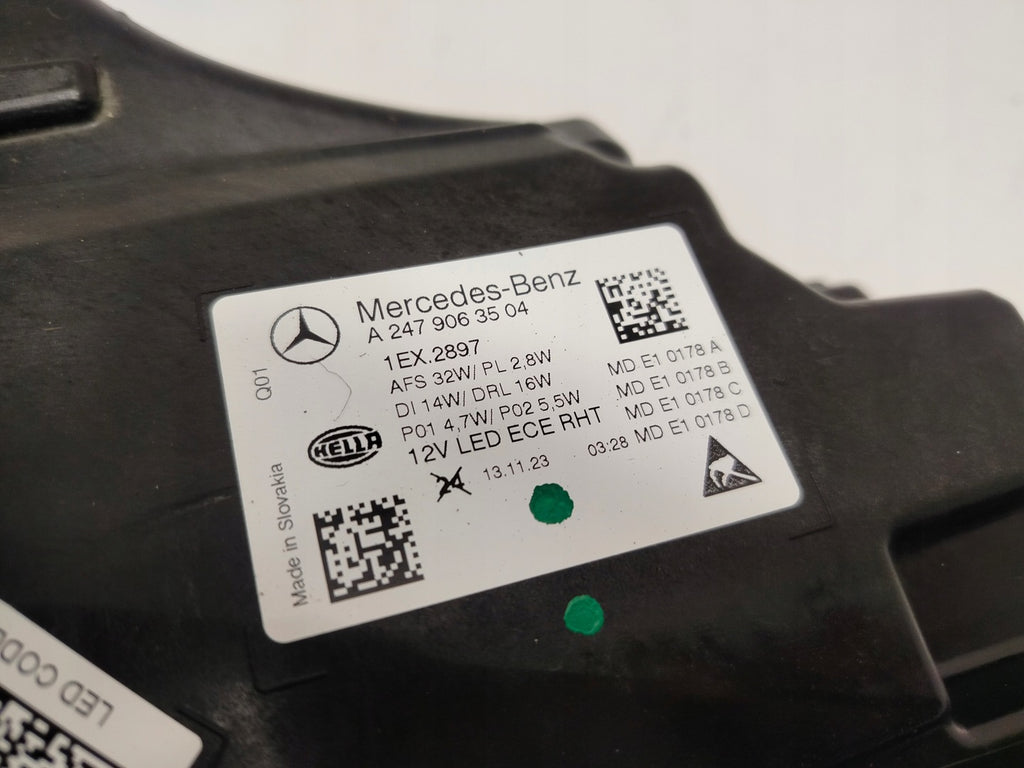 Mercedes-Benz
A 247 906 35 04
1EX.2897
AFS 32W/ PL 2,8W
DI 14W/ DRL 16W
P01 4,7W/ P02 5,5W
12V LED ECE RHT
MD E1 0178 A
MD E1 0178 B
MD E1 0178 C
MD E1 0178 D
13.11.23 03:28
HELLA
Q01
Made in Slovakia
LED CODE